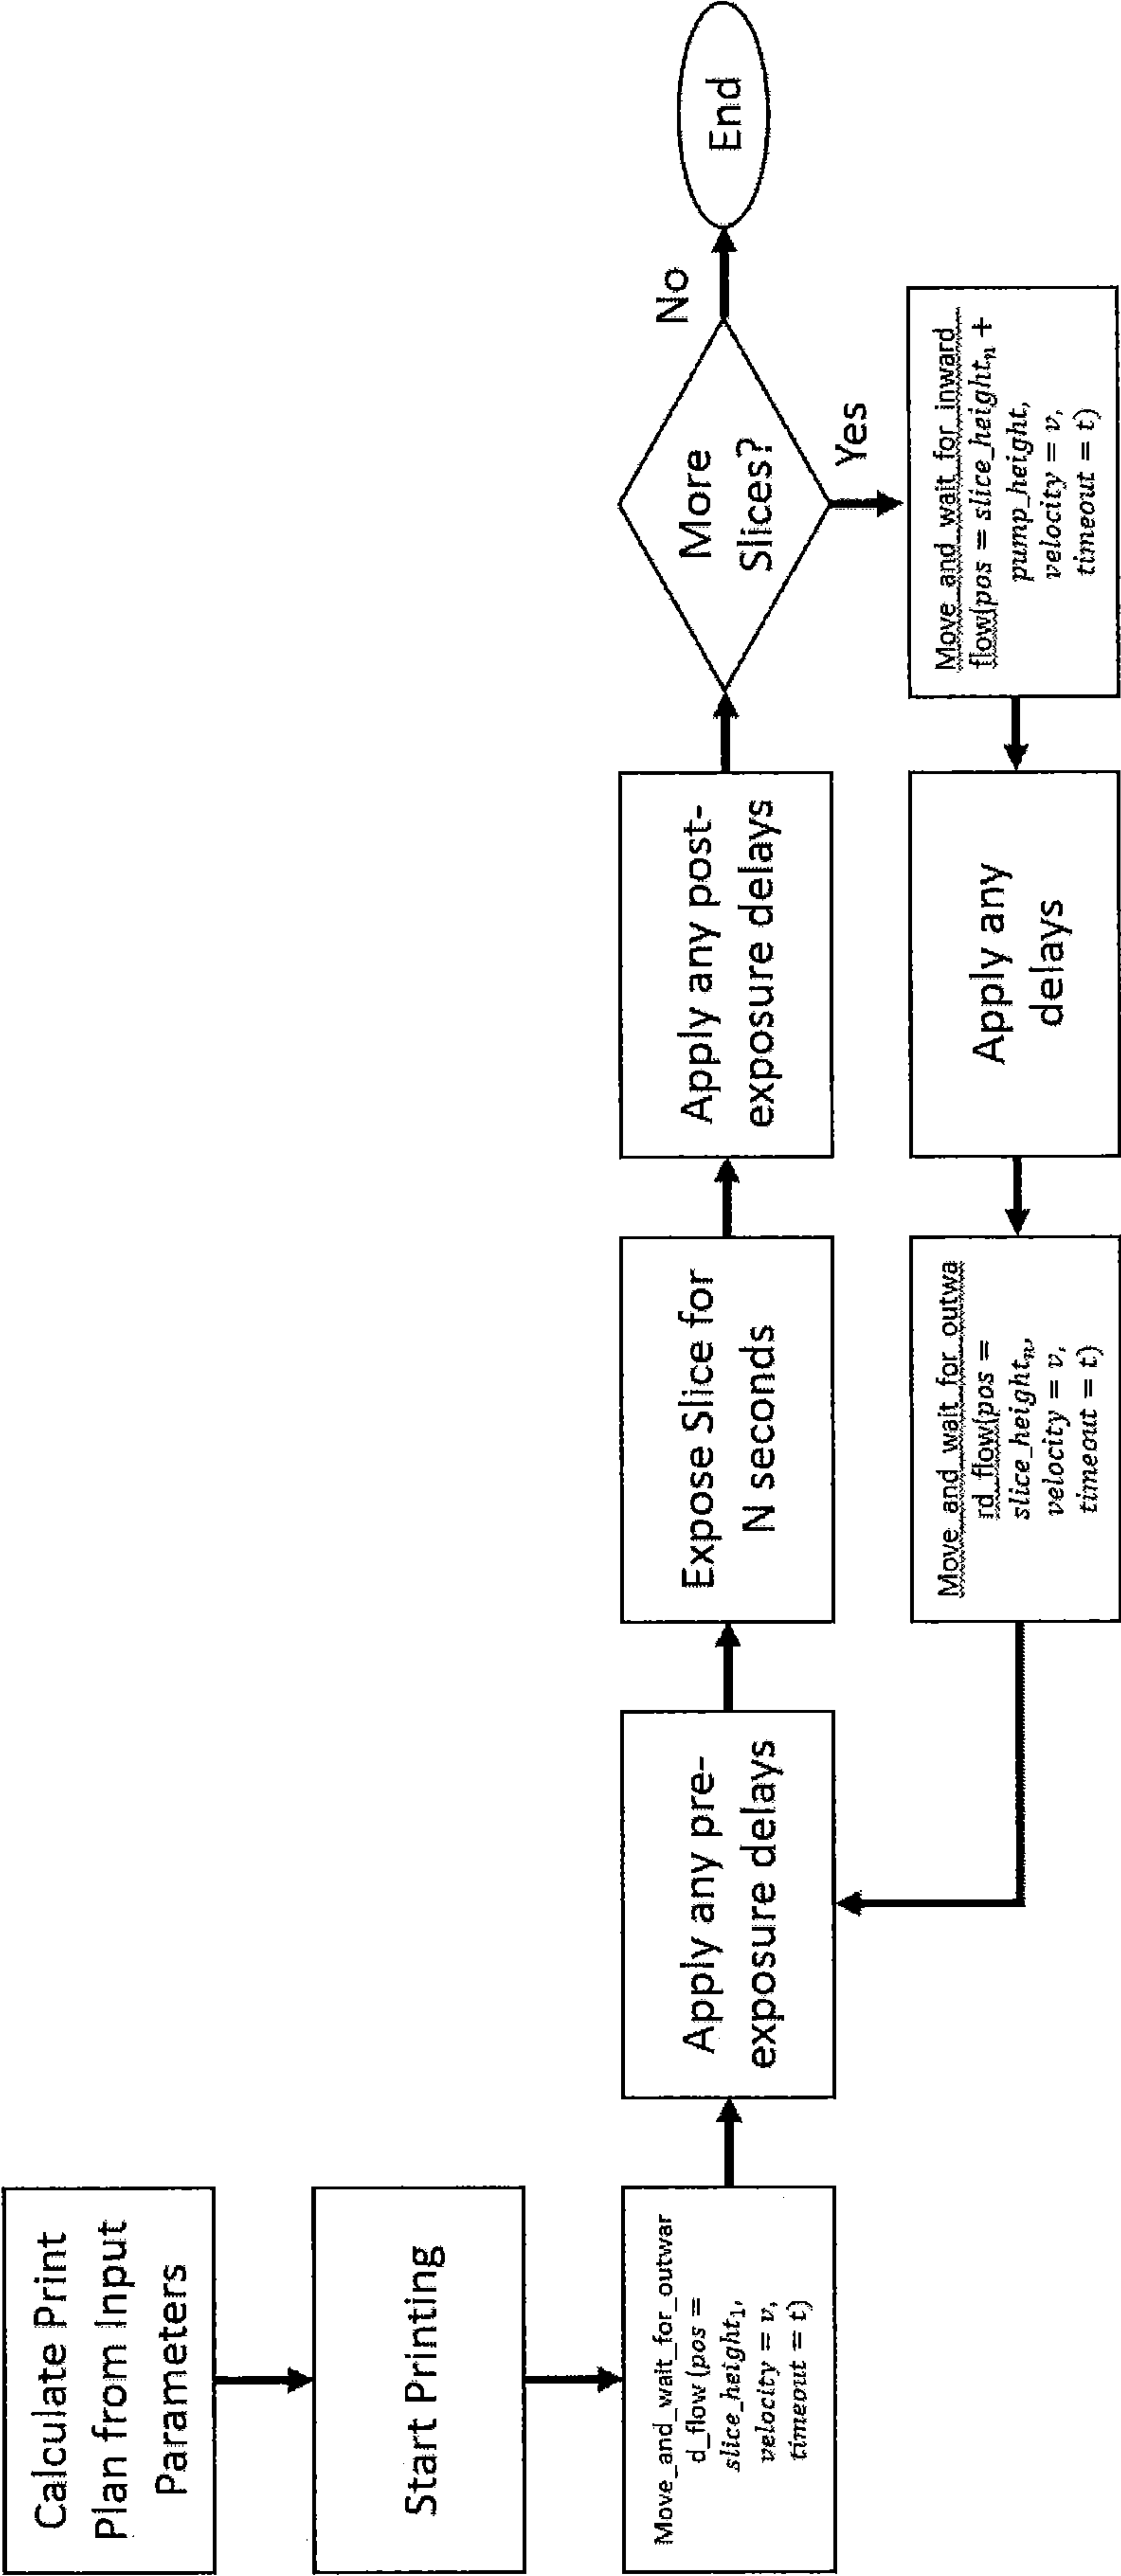 Calculate Print
Plan from Input
Parameters
Start Printing
Move_and_wait_for_outwar
d_flow (pos =
slice_height₁,
velocity = v,
timeout = t)
Apply any pre-
exposure delays
Expose Slice for
N seconds
Apply any post-
exposure delays
More
Slices?
No
End
Yes
Move_and_wait_for_inward_
flow(pos = slice_heightₙ +
pump_height,
velocity = v,
timeout = t)
Apply any
delays
Move_and_wait_for_outwa
rd_flow(pos =
slice_heightₙ,
velocity = v,
timeout = t)